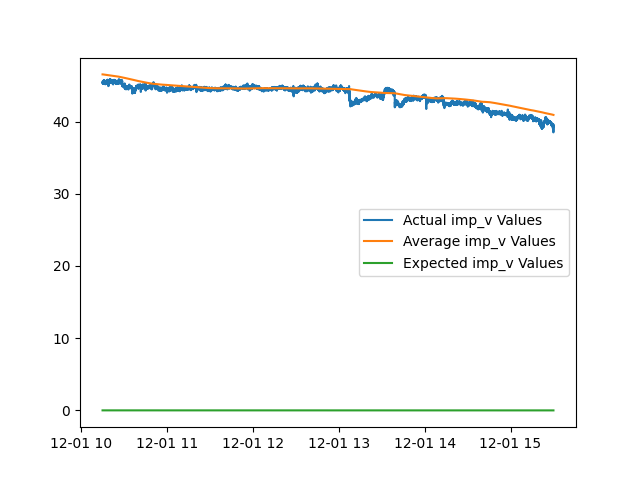 40
30
20
10
0
Actual imp_v Values
Average imp_v Values
Expected imp_v Values
12-01 10 12-01 11 12-01 12 12-01 13 12-01 14 12-01 15